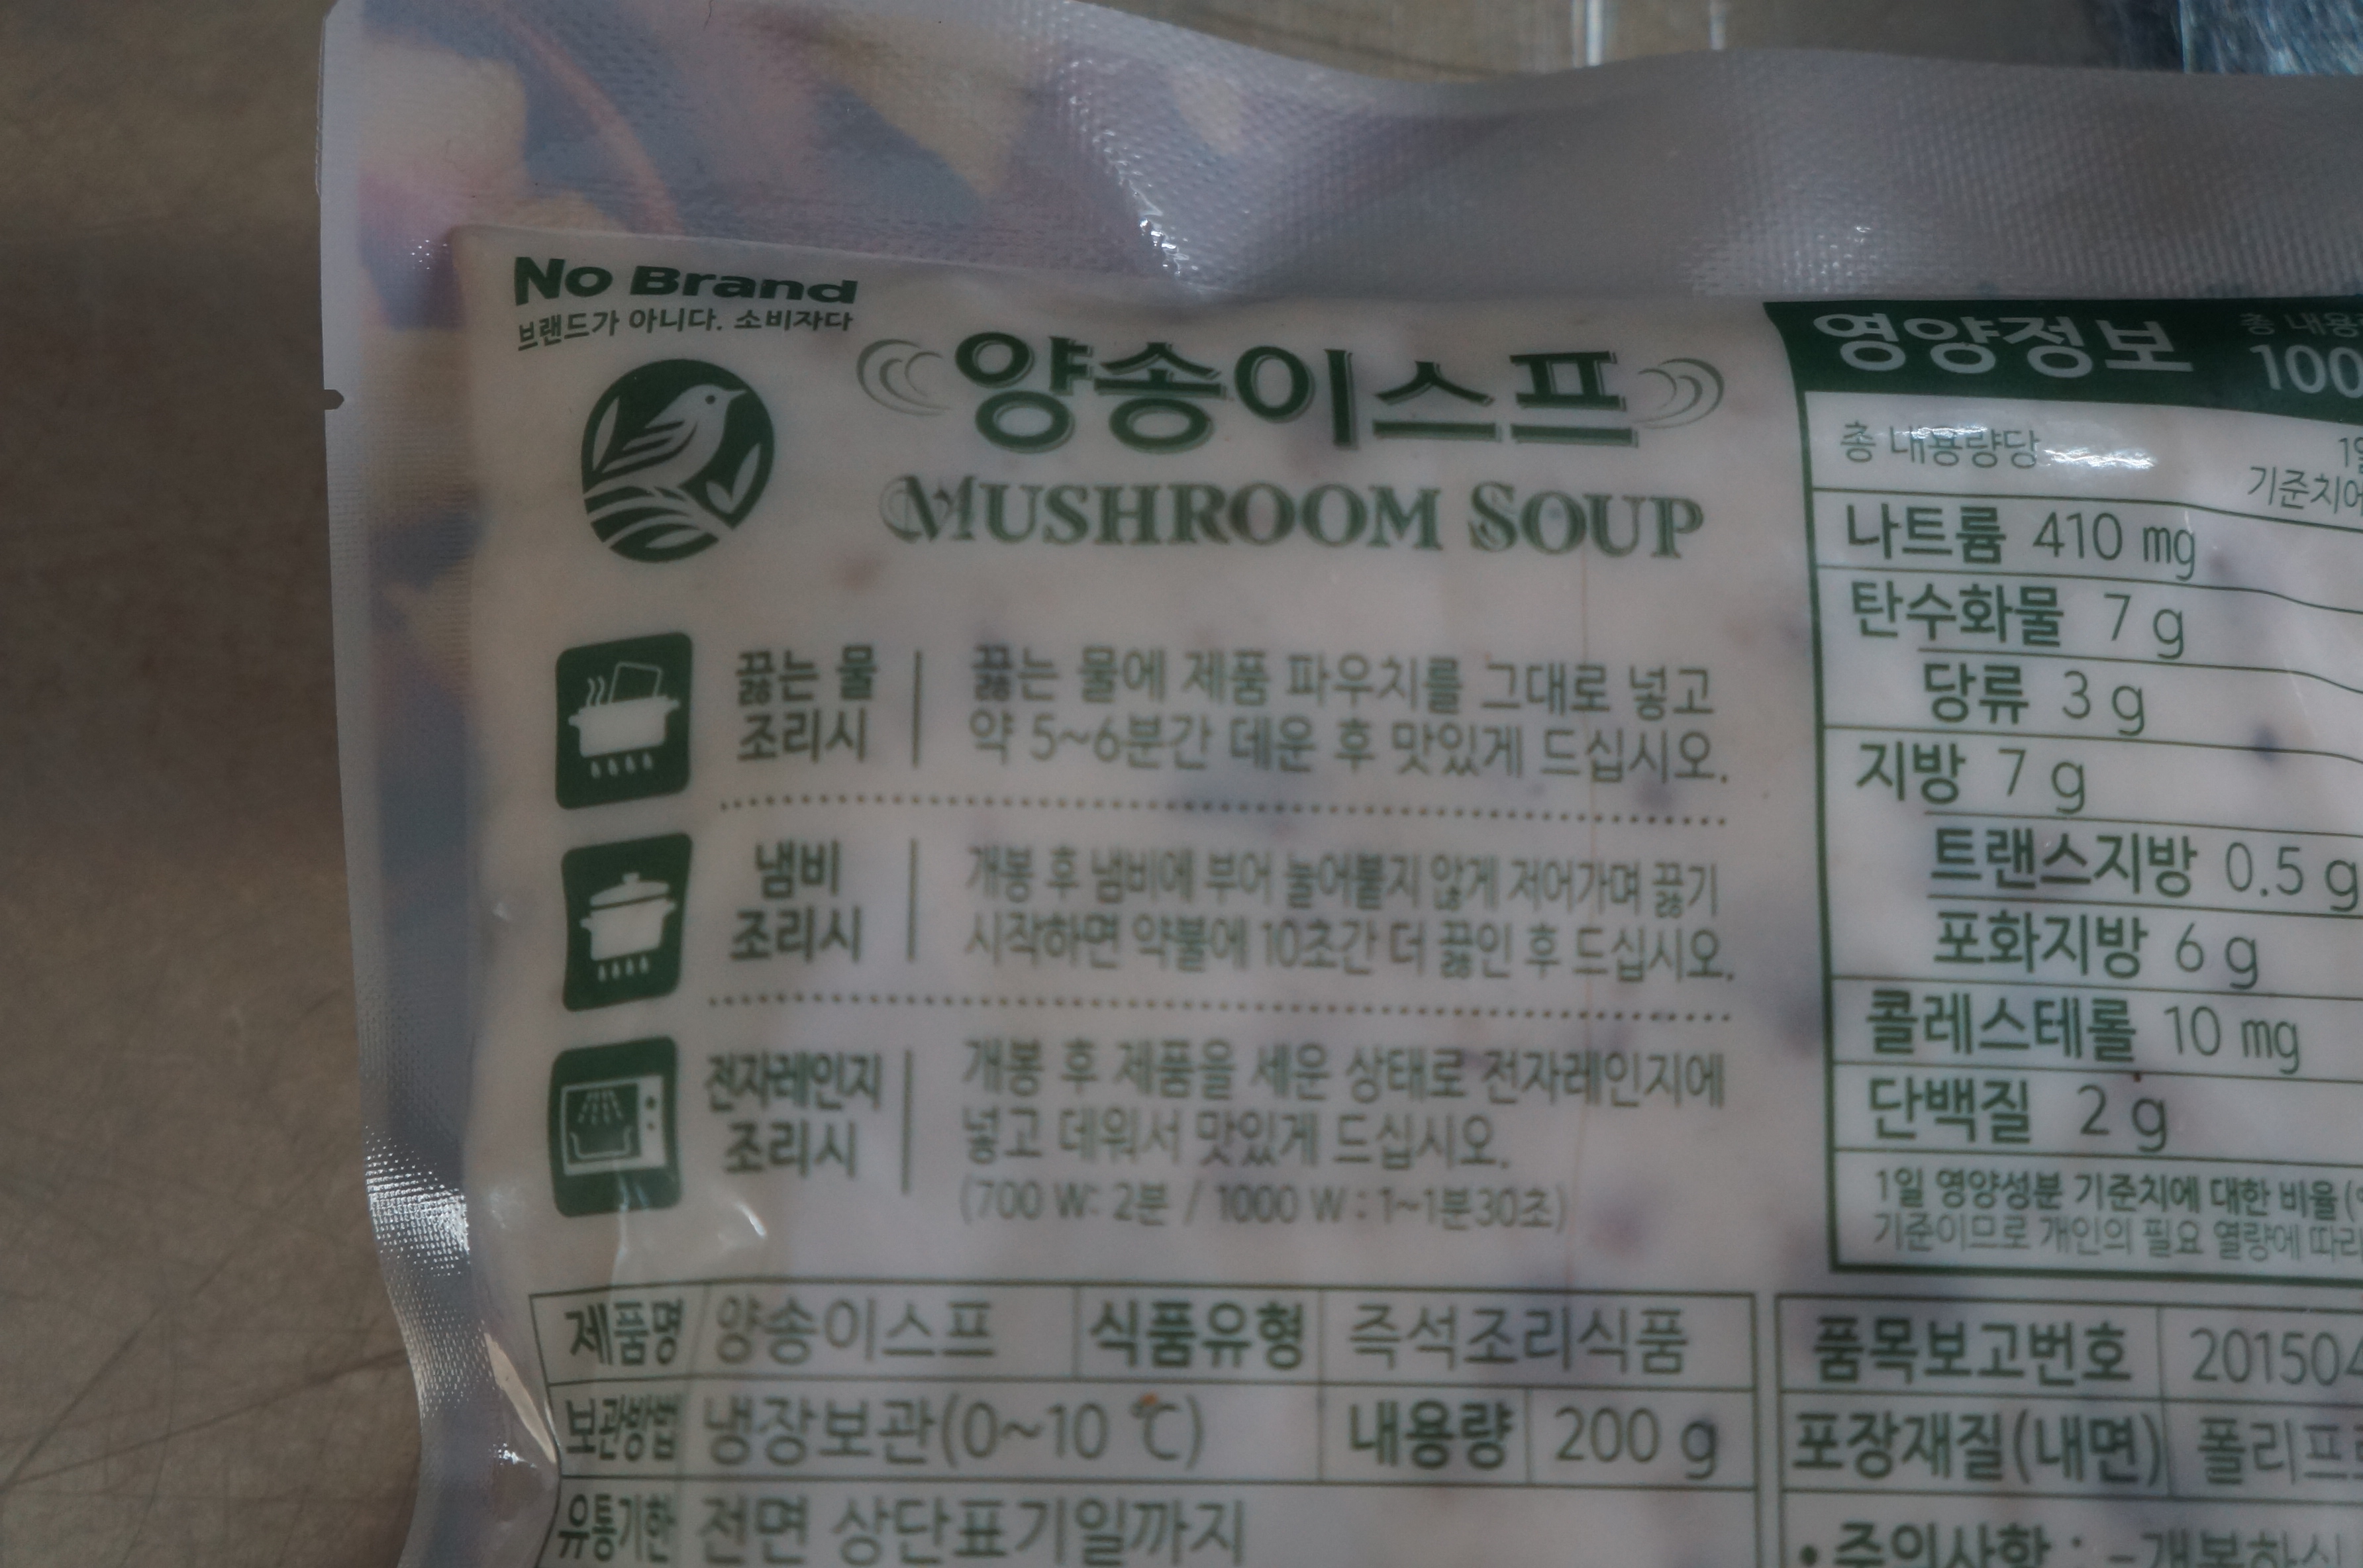 No Brand
브랜드가 아니다. 소비자다
양송이스프
MUSHROOM SOUP
끓는 물
조리시
끓는 물에 제품 파우치를 그대로 넣고
약 5~6분간 데운 후 맛있게 드십시오.
냄비
조리시
개봉 후 냄비에 부어 눌어붙지 않게 저어가며 끓기
시작하면 약불에 10초간 더 끓인 후 드십시오.
전자레인지
조리시
개봉 후 제품을 세운 상태로 전자레인지에
넣고 데워서 맛있게 드십시오.
(700 W: 2분 / 1000 W : 1~1분30초)
영양정보 총 내용
100
총 내용량당
기준치에
나트륨 410 mg
탄수화물 7 g
당류 3 g
지방 7 g
트랜스지방 0.5 g
포화지방 6 g
콜레스테롤 10 mg
단백질 2 g
1일 영양성분 기준치에 대한 비율
기준이므로 개인의 필요 열량에 따라
제품명 양송이스프 식품유형 즉석조리식품
보관방법 냉장보관(0~10 ℃) 내용량 200 g
유통기한 전면 상단표기일까지
품목보고번호 201504
포장재질(내면) 폴리프
• 주의사항 :